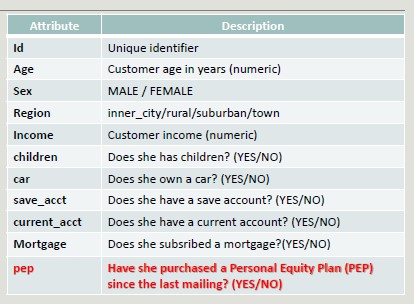 Attribute Description
Id Unique identifier
Age Customer age in years (numeric)
Sex MALE / FEMALE
Region inner_city/rural/suburban/town
Income Customer income (numeric)
children Does she has children? (YES/NO)
car Does she own a car? (YES/NO)
save_acct Does she have a save account? (YES/NO)
current_acct Does she have a current account? (YES/NO)
Mortgage Does she subsribed a mortgage?(YES/NO)
pep Have she purchased a Personal Equity Plan (PEP)
since the last mailing? (YES/NO)